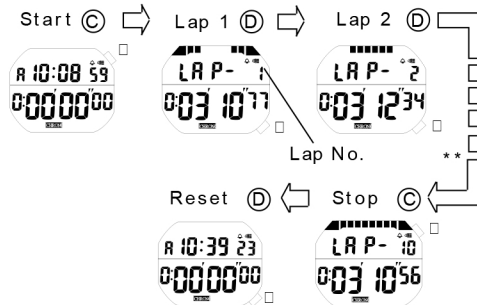 Start Ⓒ
Lap 1 Ⓓ
Lap 2 Ⓓ
A 10:08 59
0:00'00"00
LAP- 1
0:03'10"77
LAP- 2
0:03'12"34
Lap No.
**
Reset Ⓓ
Stop Ⓒ
A 10:39 23
0:00'00"00
LAP- 10
0:03'10"56